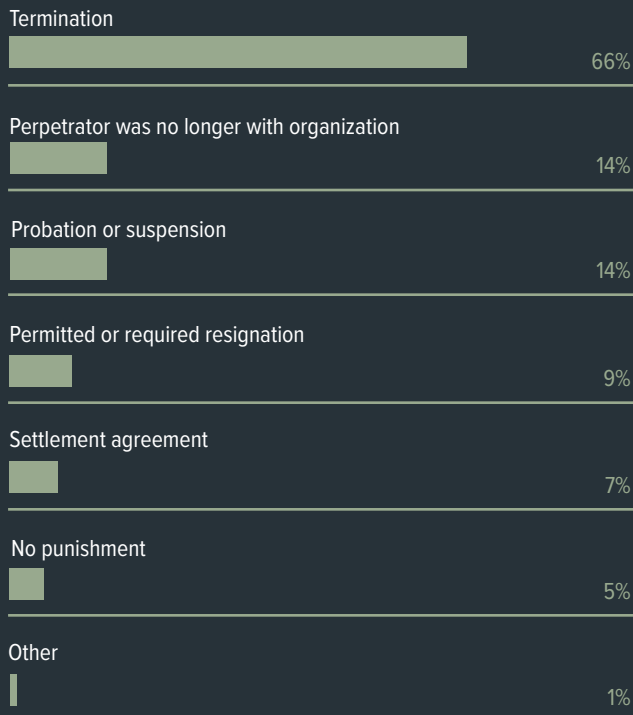 Termination
66%
Perpetrator was no longer with organization
14%
Probation or suspension
14%
Permitted or required resignation
9%
Settlement agreement
7%
No punishment
5%
Other
1%